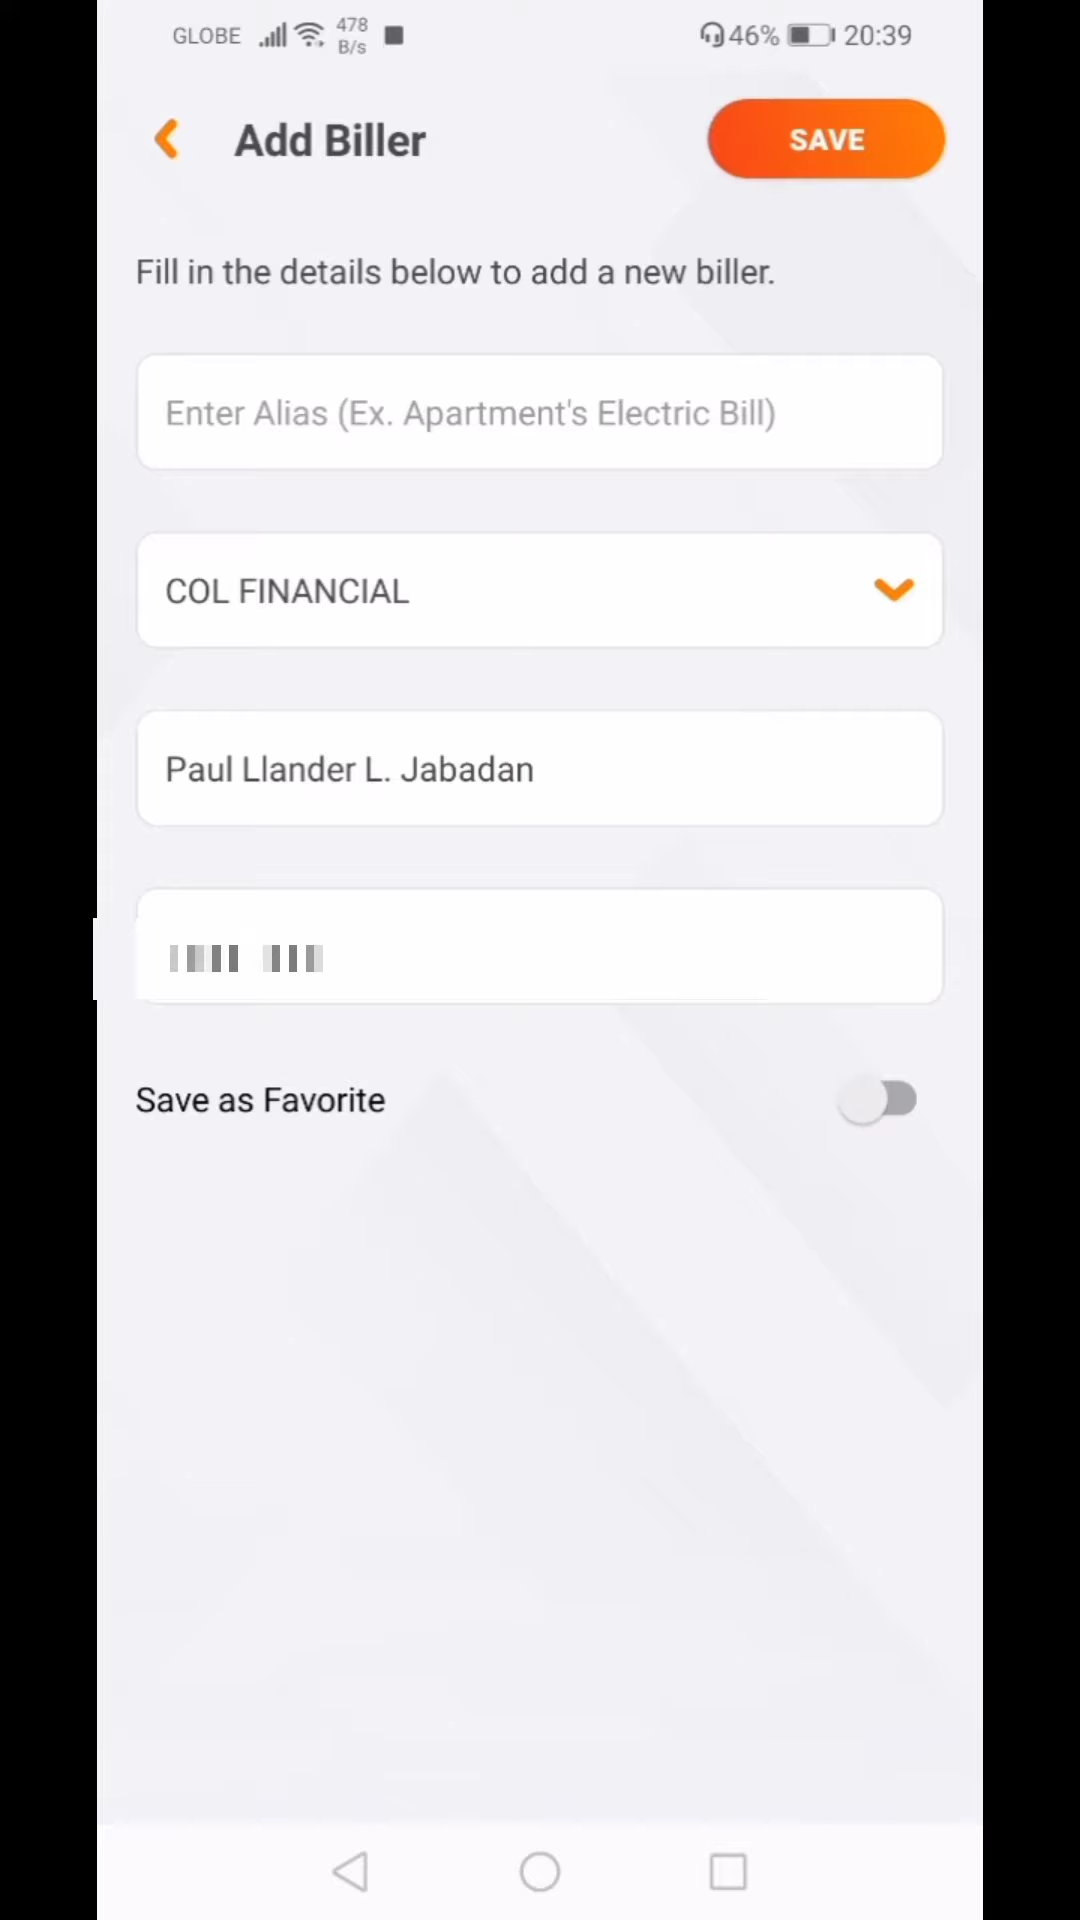 GLOBE 478 B/s 46% 20:39
Add Biller SAVE
Fill in the details below to add a new biller.
Enter Alias (Ex. Apartment's Electric Bill)
COL FINANCIAL
Paul Llander L. Jabadan
Save as Favorite